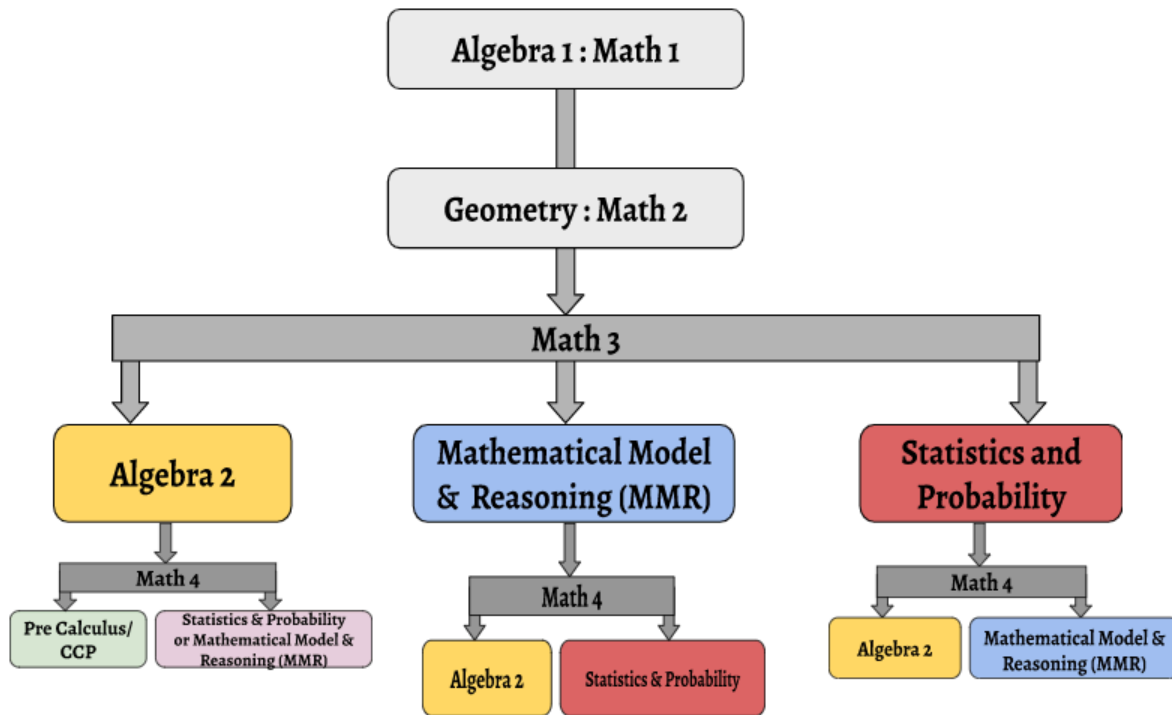 Algebra 1 : Math 1
Geometry : Math 2
Math 3
Algebra 2
Mathematical Model
& Reasoning (MMR)
Statistics and
Probability
Math 4
Pre Calculus/
CCP
Statistics & Probability
or Mathematical Model &
Reasoning (MMR)
Math 4
Algebra 2
Statistics & Probability
Math 4
Algebra 2
Mathematical Model &
Reasoning (MMR)